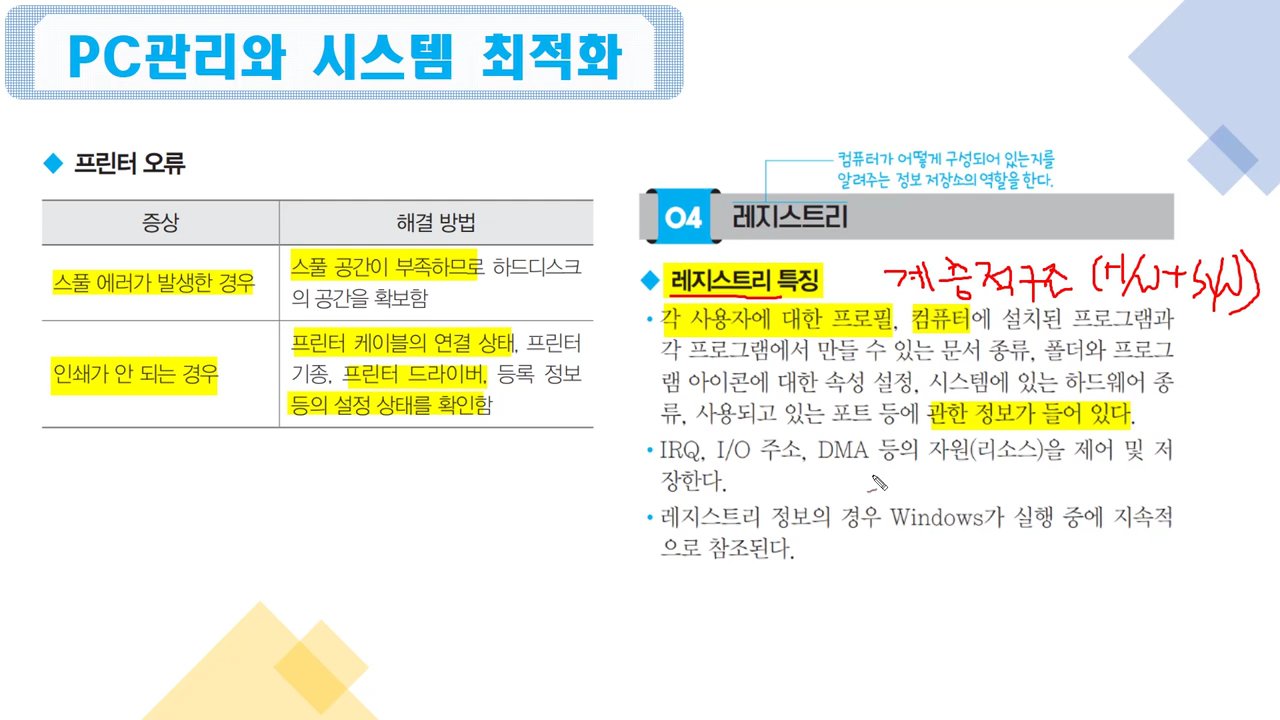 PC관리와 시스템 최적화
◆ 프린터 오류
증상 해결 방법
스풀 에러가 발생한 경우
스풀 공간이 부족하므로 하드디스크
의 공간을 확보함
인쇄가 안 되는 경우
프린터 케이블의 연결 상태, 프린터
기종, 프린터 드라이버, 등록 정보
등의 설정 상태를 확인함
컴퓨터가 어떻게 구성되어 있는지를
알려주는 정보 저장소의 역할을 한다.
04 레지스트리
◆ 레지스트리 특징
계층적구조 (H/W+S/W)
• 각 사용자에 대한 프로필, 컴퓨터에 설치된 프로그램과
각 프로그램에서 만들 수 있는 문서 종류, 폴더와 프로그
램 아이콘에 대한 속성 설정, 시스템에 있는 하드웨어 종
류, 사용되고 있는 포트 등에 관한 정보가 들어 있다.
• IRQ, I/O 주소, DMA 등의 자원(리소스)을 제어 및 저
장한다.
• 레지스트리 정보의 경우 Windows가 실행 중에 지속적
으로 참조된다.